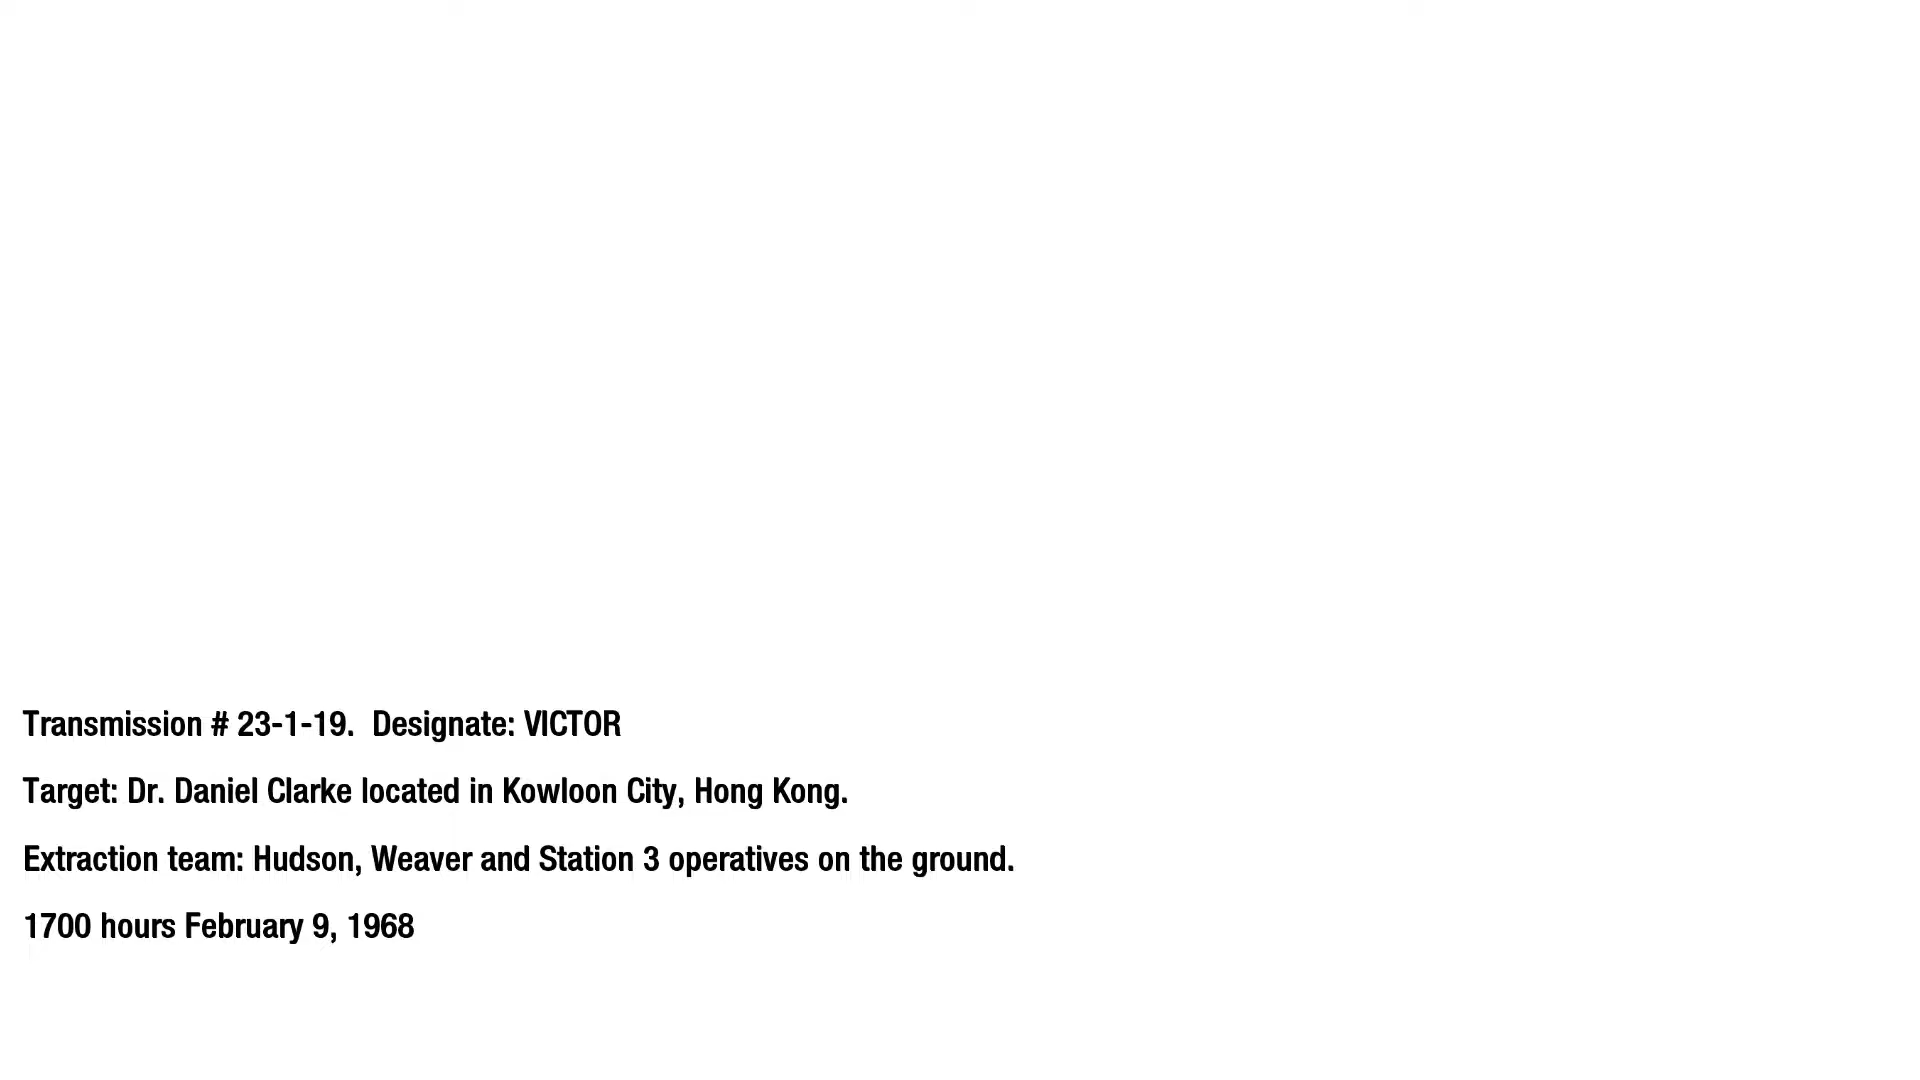 Transmission # 23-1-19.  Designate: VICTOR
Target: Dr. Daniel Clarke located in Kowloon City, Hong Kong.
Extraction team: Hudson, Weaver and Station 3 operatives on the ground.
1700 hours February 9, 1968